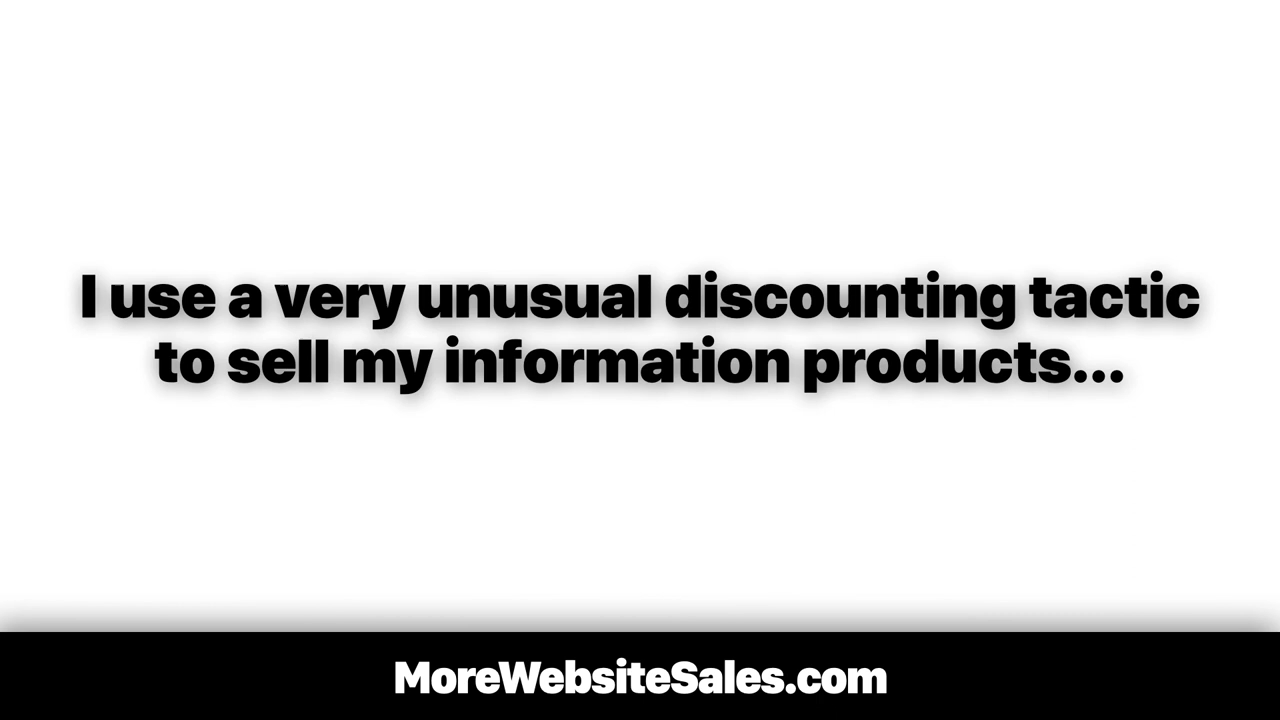 I use a very unusual discounting tactic
to sell my information products...
MoreWebsiteSales.com